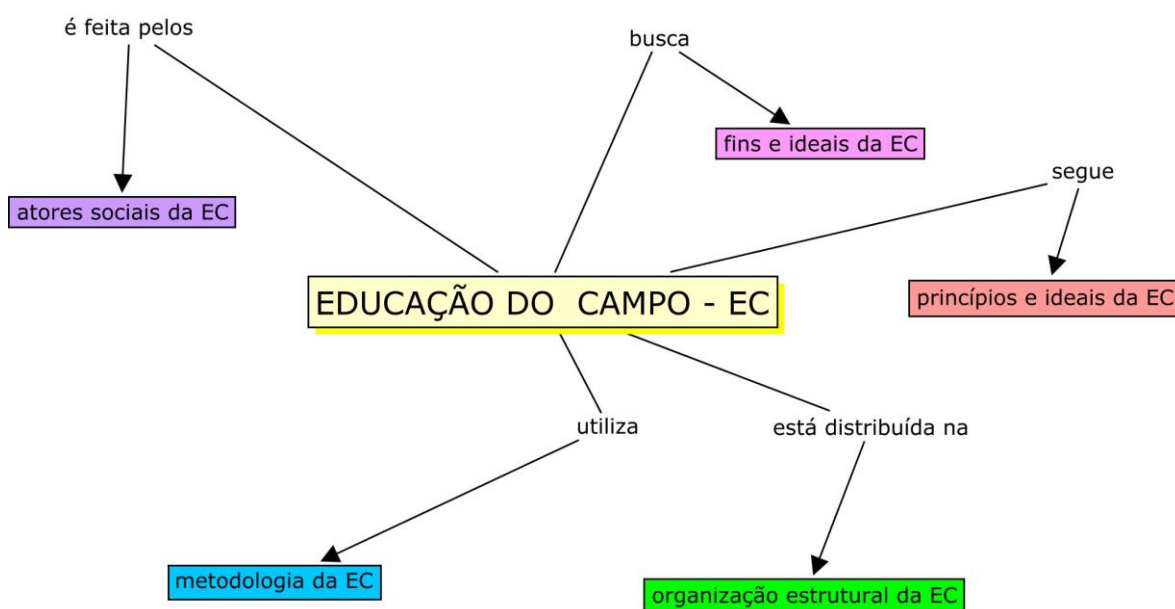 é feita pelos
busca
fins e ideais da EC
segue
atores sociais da EC
EDUCAÇÃO DO CAMPO - EC
princípios e ideais da EC
utiliza
está distribuída na
metodologia da EC
organização estrutural da EC